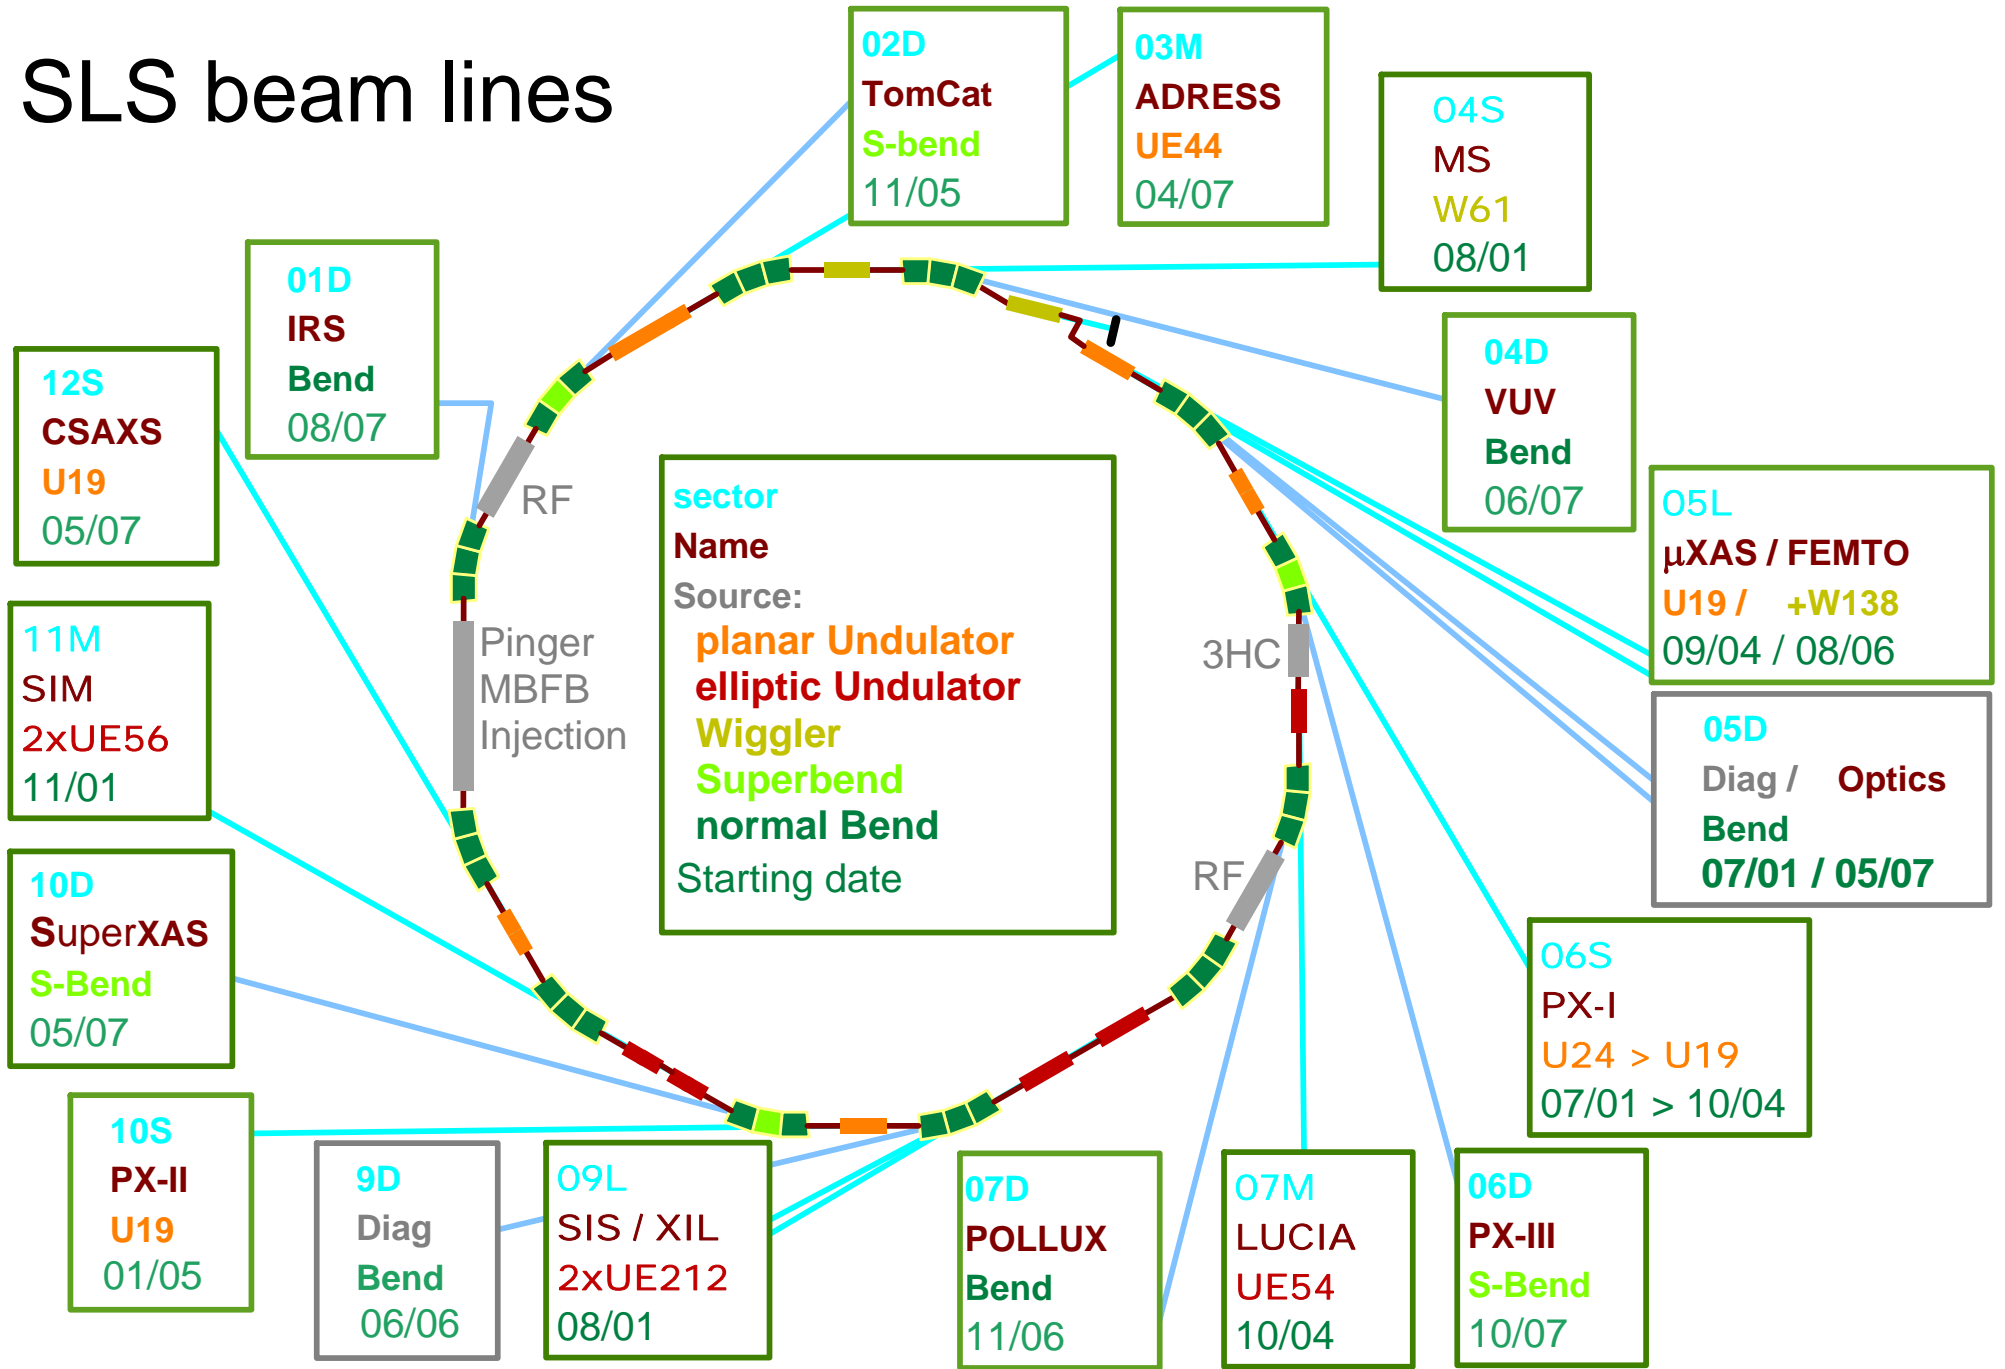 SLS beam lines
02D
TomCat
S-bend
11/05
03M
ADRESS
UE44
04/07
04S
MS
W61
08/01
01D
IRS
Bend
08/07
04D
VUV
Bend
06/07
12S
CSAXS
U19
05/07
05L
µXAS / FEMTO
U19 / +W138
09/04 / 08/06
RF
sector
Name
Source:
planar Undulator
elliptic Undulator
Wiggler
Superbend
normal Bend
Starting date
Pinger
MBFB
Injection
3HC
RF
11M
SIM
2xUE56
11/01
05D
Diag / Optics
Bend
07/01 / 05/07
10D
SuperXAS
S-Bend
05/07
06S
PX-I
U24 > U19
07/01 > 10/04
10S
PX-II
U19
01/05
9D
Diag
Bend
06/06
09L
SIS / XIL
2xUE212
08/01
07D
POLLUX
Bend
11/06
07M
LUCIA
UE54
10/04
06D
PX-III
S-Bend
10/07